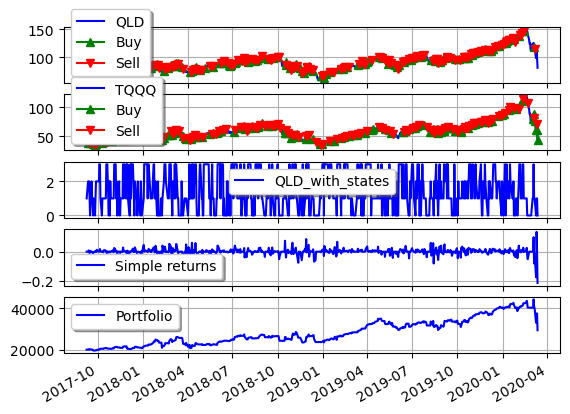 150
100
QLD
Buy
Sell
100
50
TQQQ
Buy
Sell
2
0
QLD_with_states
0.0
−0.2
Simple returns
40000
20000
Portfolio
2017-10
2018-01
2018-04
2018-07
2018-10
2019-01
2019-04
2019-07
2019-10
2020-01
2020-04